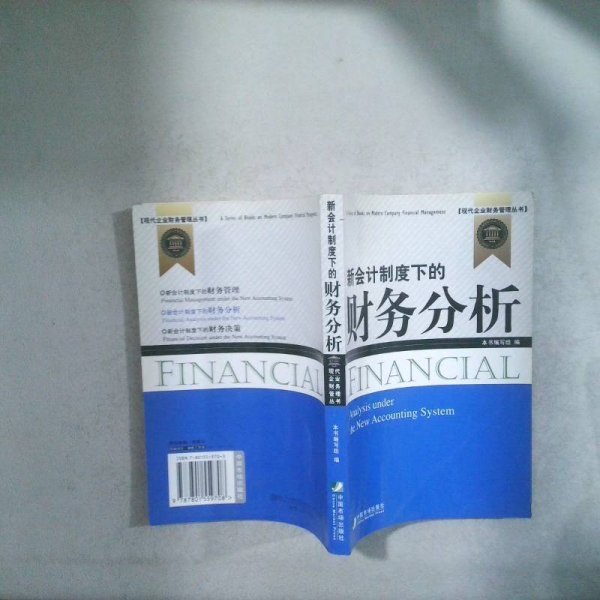 【现代企业财务管理丛书】
新会计制度下的财务管理
Financial Management under the New Accounting System
新会计制度下的财务分析
Financial Analysis under the New Accounting System
新会计制度下的财务决策
Financial Decision under the New Accounting System
FINANCIAL
新会计制度下的
财务分析
现代
企业
财务
管理
丛书
本书编写组 编
中国市场出版社
China Market Press
Books on Modern Company Financial Management
【现代企业财务管理丛书】
新会计制度下的
财务分析
本书编写组 编
FINANCIAL
Analysis under
the New Accounting System
中国市场出版社
China Market Press